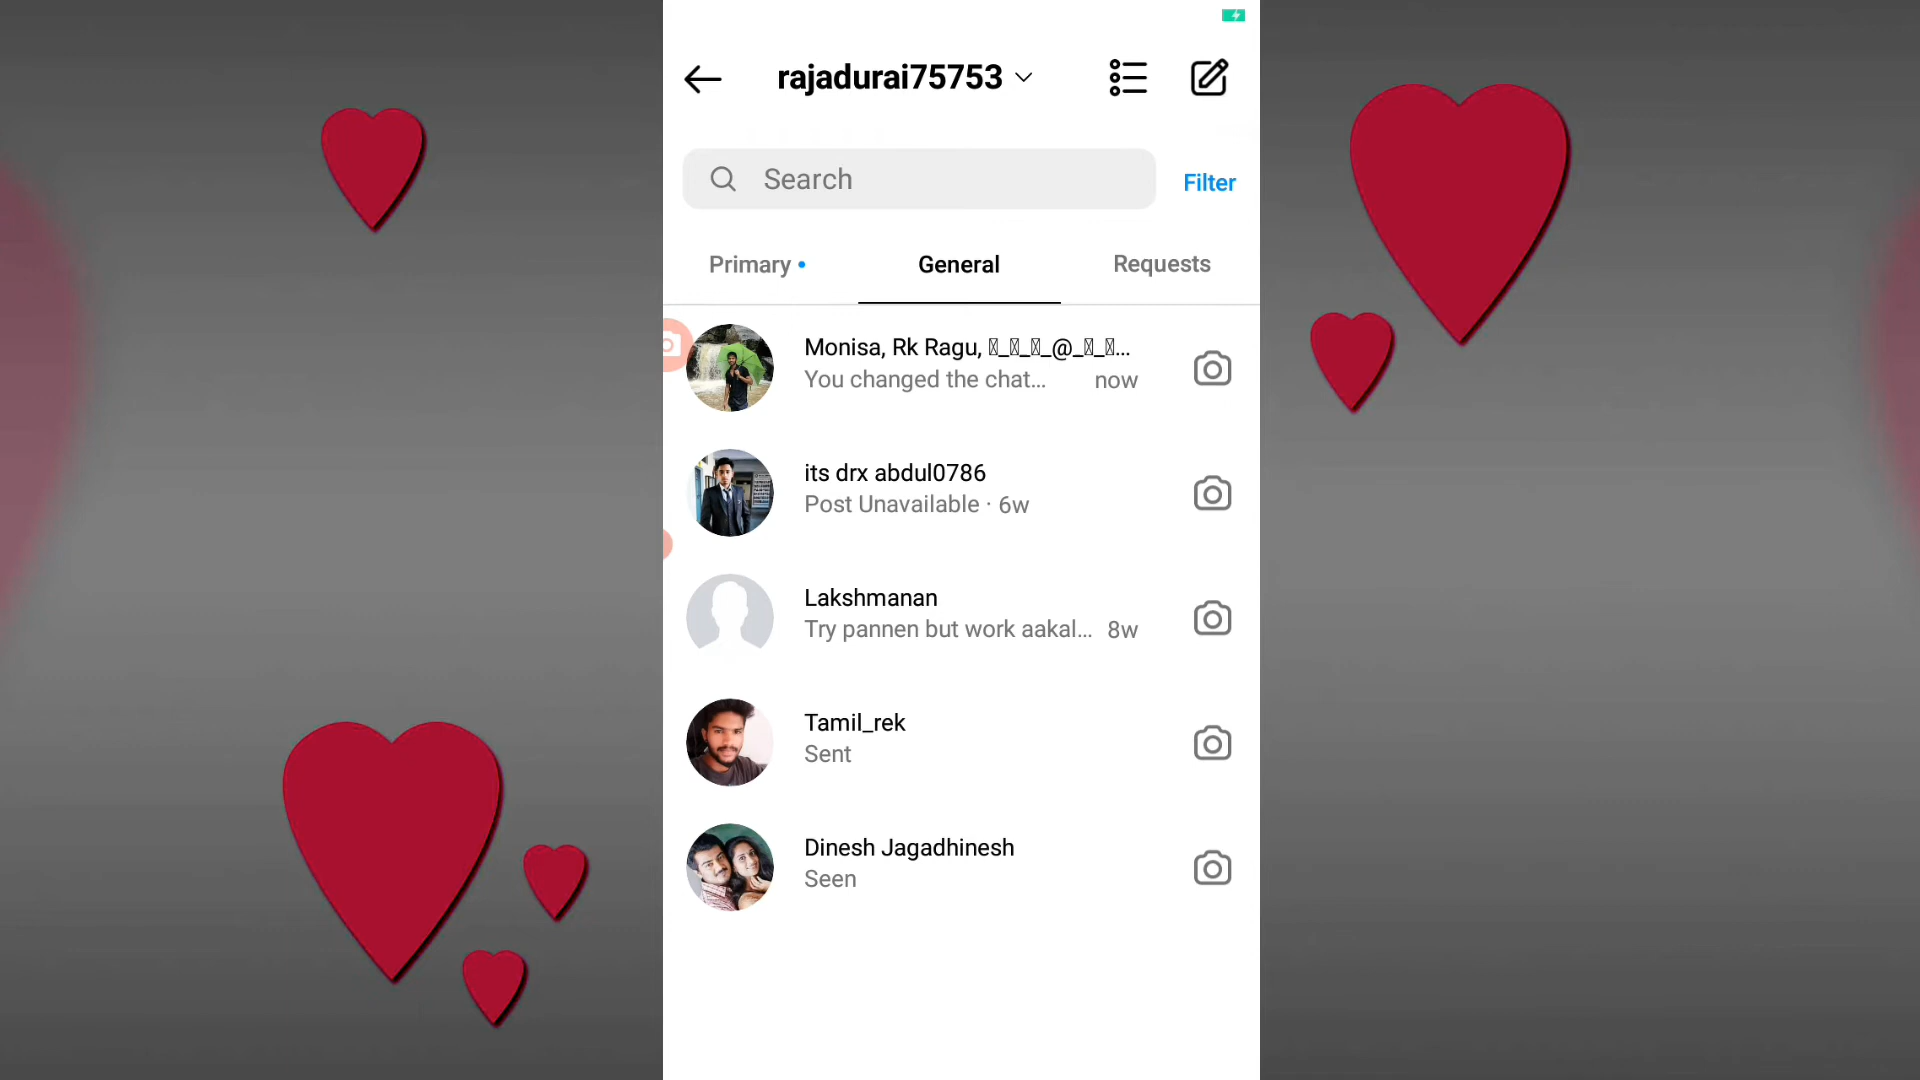 rajadurai75753
Search
Filter
Primary
General
Requests
Monisa, Rk Ragu,
You changed the chat... now
its drx abdul0786
Post Unavailable · 6w
Lakshmanan
Try pannen but work aakal... 8w
Tamil_rek
Sent
Dinesh Jagadhinesh
Seen